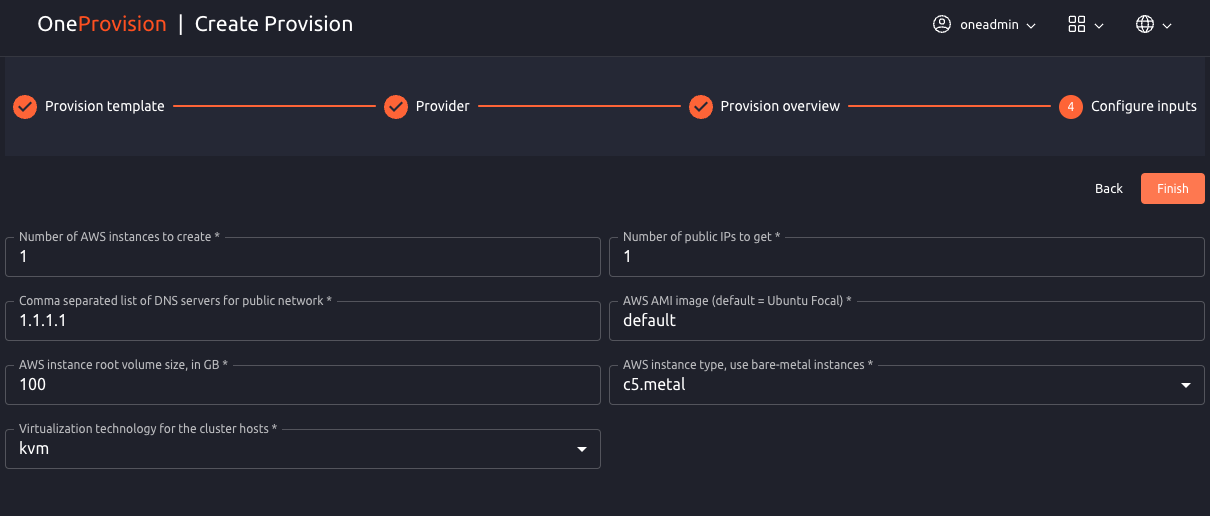 OneProvision | Create Provision
oneadmin
Provision template
Provider
Provision overview
4 Configure inputs
Back
Finish
Number of AWS instances to create *
1
Number of public IPs to get *
1
Comma separated list of DNS servers for public network *
1.1.1.1
AWS AMI image (default = Ubuntu Focal) *
default
AWS instance root volume size, in GB *
100
AWS instance type, use bare-metal instances *
c5.metal
Virtualization technology for the cluster hosts *
kvm